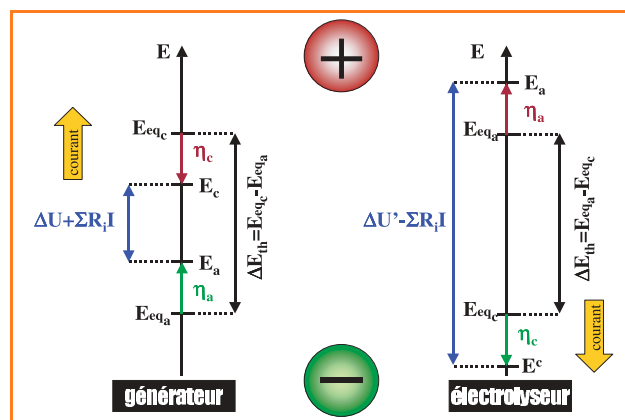 E
Eeqc
ηc
Ec
courant
ΔU+ΣRiI
ΔEth=Eeqc-Eeqa
Ea
ηa
Eeqa
générateur
+
−
E
Ea
ηa
Eeqa
ΔU'-ΣRiI
ΔEth=Eeqa-Eeqc
Eeqc
courant
ηc
Ec
électrolyseur